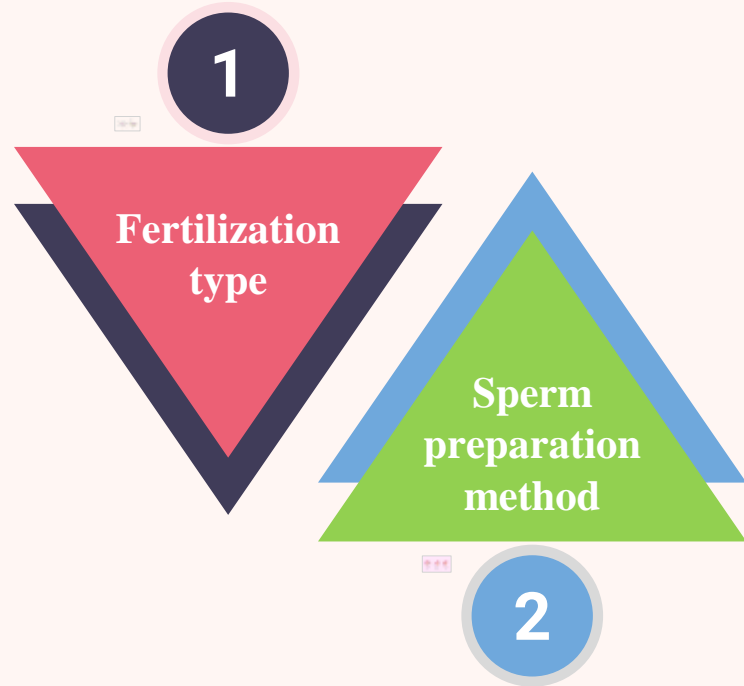 1
Fertilization
type
Sperm
preparation
method
2